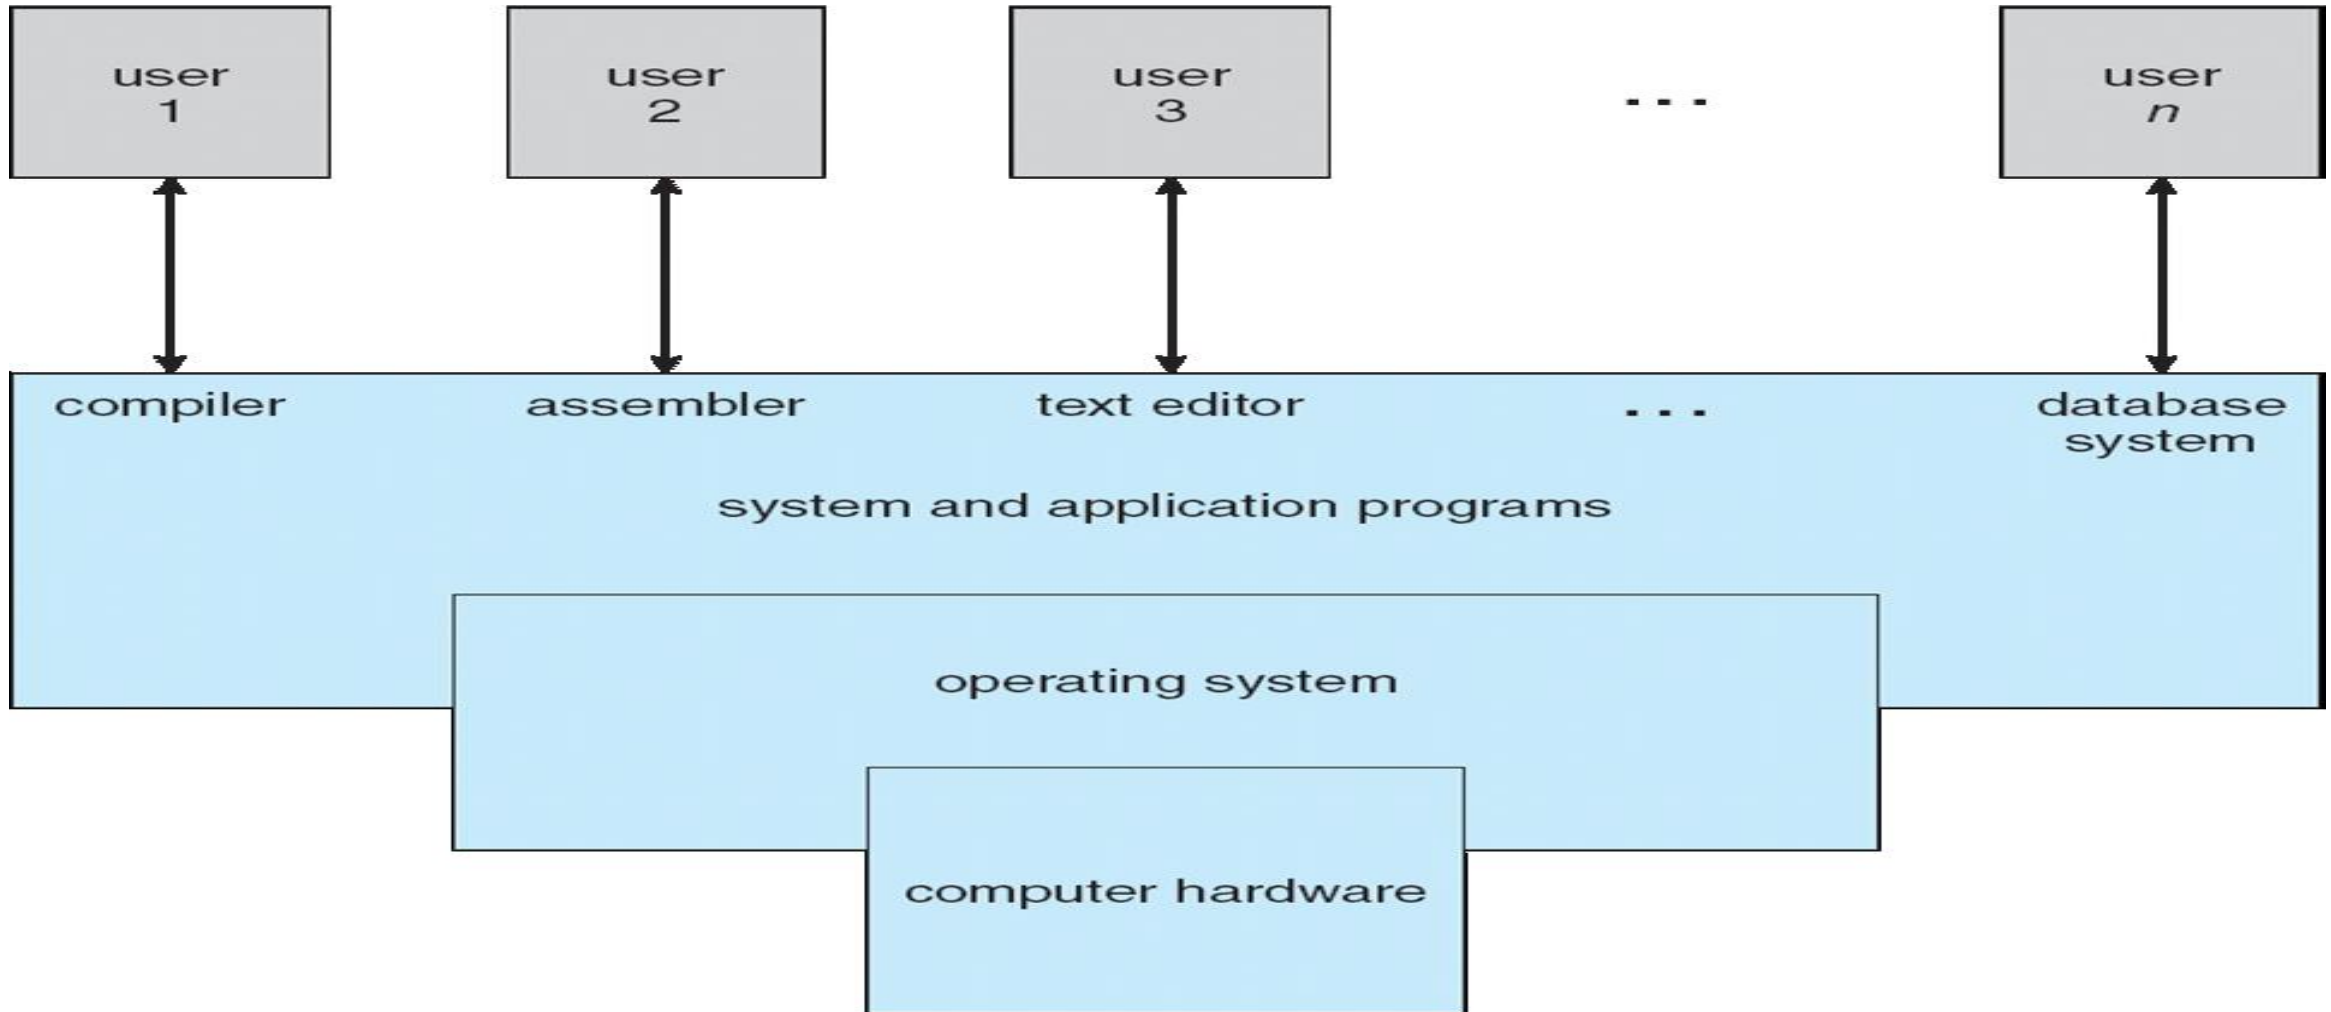 user
1
user
2
user
3
...
user
n
compiler
assembler
text editor
...
database
system
system and application programs
operating system
computer hardware